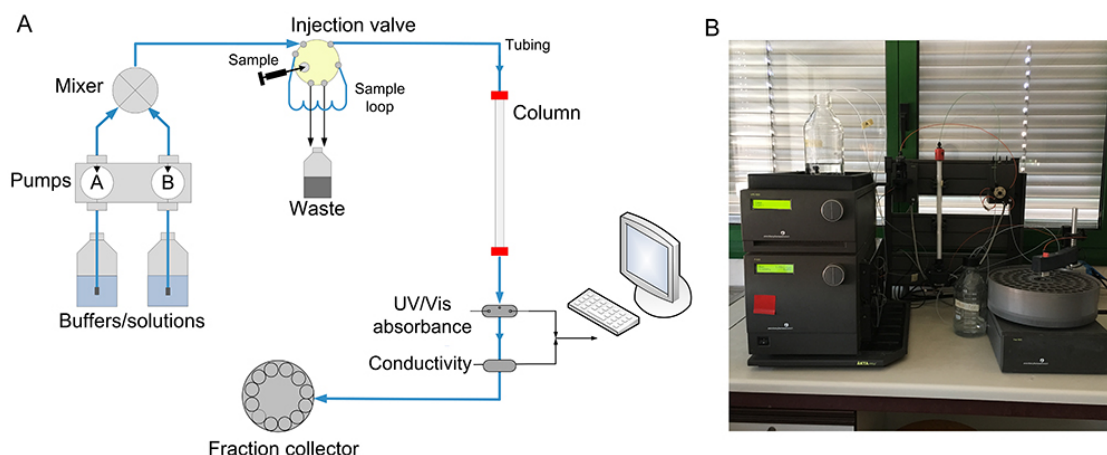 A
Injection valve
Tubing
Sample
Mixer
Sample
loop
Column
Pumps
A
B
Waste
Buffers/solutions
UV/Vis
absorbance
Conductivity
Fraction collector
B